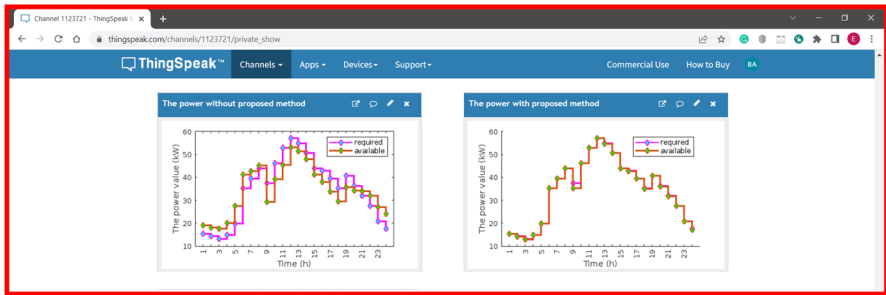 Channel 1123721 - ThingSpeak I
thingspeak.com/channels/1123721/private_show
E
ThingSpeak™ Channels Apps Devices Support Commercial Use How to Buy BA
The power without proposed method
60
50
40
30
20
10
The power value (kW)
required
available
1 3 5 7 9 11 13 15 17 19 21 23
Time (h)
The power with proposed method
60
50
40
30
20
10
The power value (kW)
required
available
1 3 5 7 9 11 13 15 17 19 21 23
Time (h)